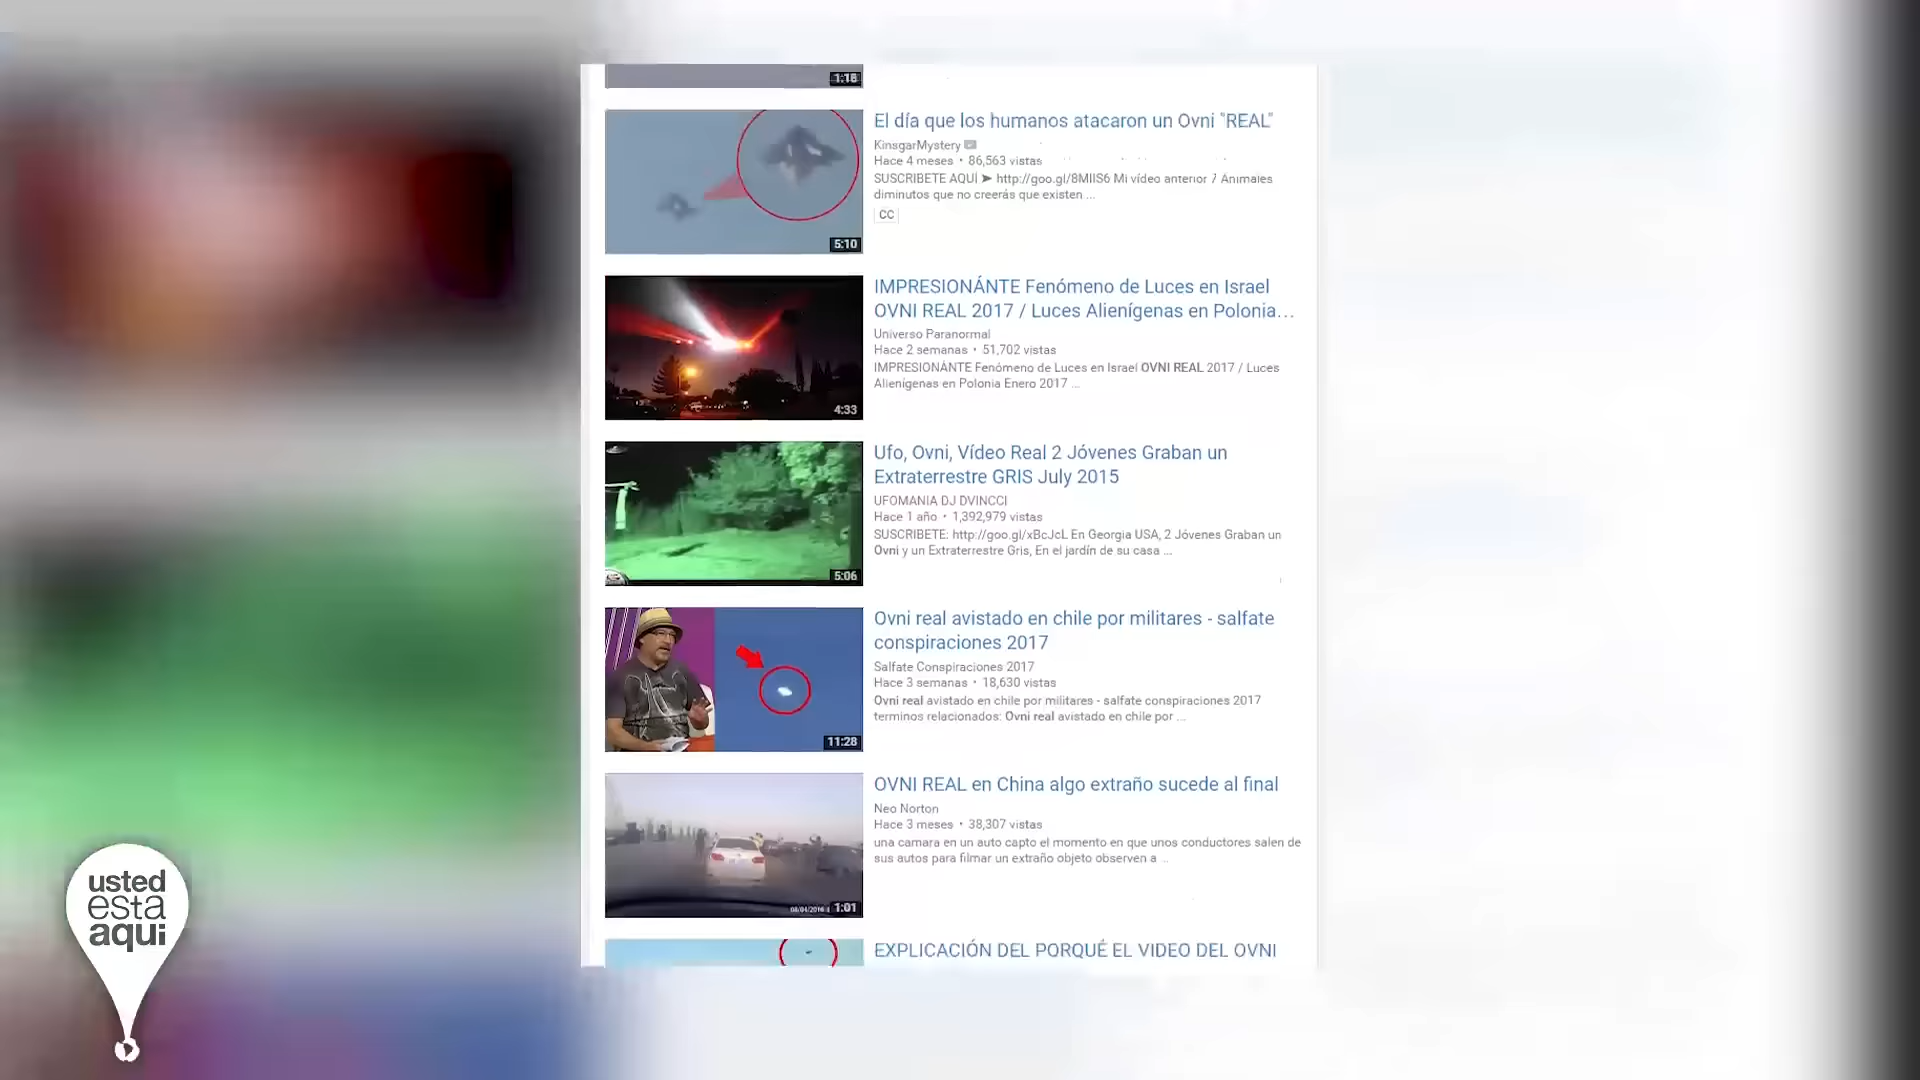 1:18
El día que los humanos atacaron un Ovni "REAL"
KinsgarMystery
Hace 4 meses • 86,563 vistas
SUSCRIBETE AQUÍ ➤ http://goo.gl/8MIIS6 Mi vídeo anterior / Animales
diminutos que no creerás que existen ...
CC
5:10
IMPRESIONÁNTE Fenómeno de Luces en Israel
OVNI REAL 2017 / Luces Alienígenas en Polonia...
Universo Paranormal
Hace 2 semanas • 51,702 vistas
IMPRESIONÁNTE Fenómeno de Luces en Israel OVNI REAL 2017 / Luces
Alienígenas en Polonia Enero 2017 ...
4:33
Ufo, Ovni, Vídeo Real 2 Jóvenes Graban un
Extraterrestre GRIS July 2015
UFOMANIA DJ DVINCCI
Hace 1 año • 1,392,979 vistas
SUSCRIBETE: http://goo.gl/xBcJcL En Georgia USA, 2 Jóvenes Graban un
Ovni y un Extraterrestre Gris, En el jardín de su casa ...
5:06
Ovni real avistado en chile por militares - salfate
conspiraciones 2017
Salfate Conspiraciones 2017
Hace 3 semanas • 18,630 vistas
Ovni real avistado en chile por militares - salfate conspiraciones 2017
terminos relacionados: Ovni real avistado en chile por ...
11:28
OVNI REAL en China algo extraño sucede al final
Neo Norton
Hace 3 meses • 38,307 vistas
una camara en un auto capto el momento en que unos conductores salen de
sus autos para filmar un extraño objeto observen a ...
08/04/2016
1:01
EXPLICACIÓN DEL PORQUÉ EL VIDEO DEL OVNI
usted
esta
aqui